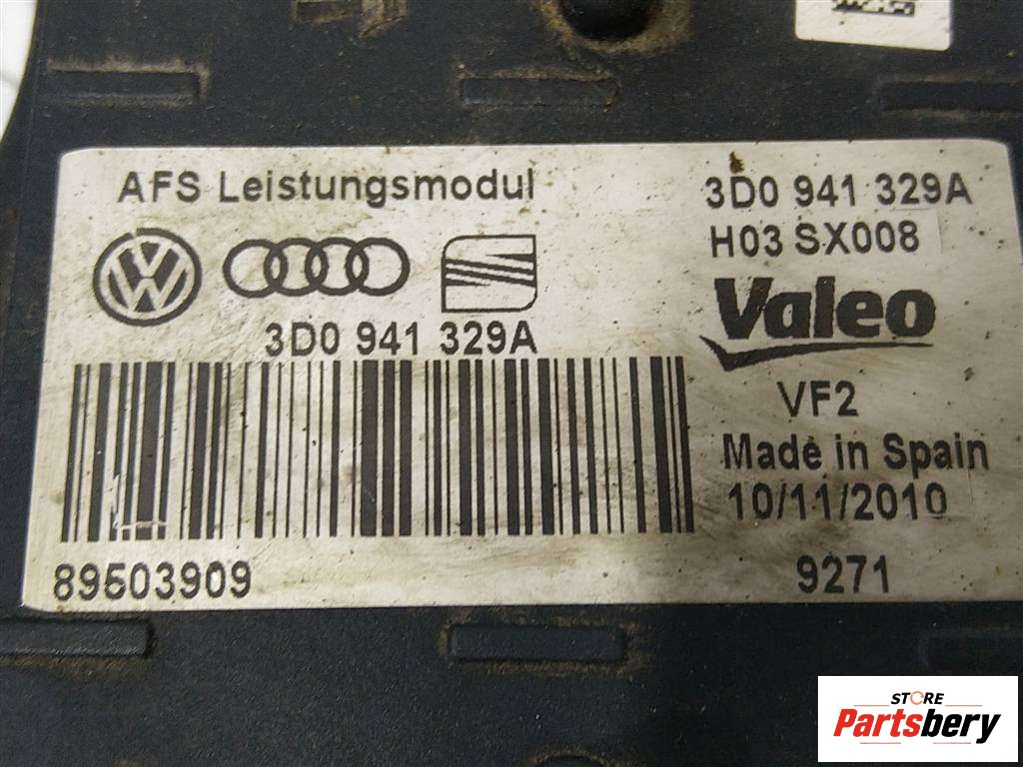 AFS Leistungsmodul
3D0 941 329A
H03 SX008
3D0 941 329A
Valeo
VF2
Made in Spain
10/11/2010
89503909
9271
STORE
Partsbery